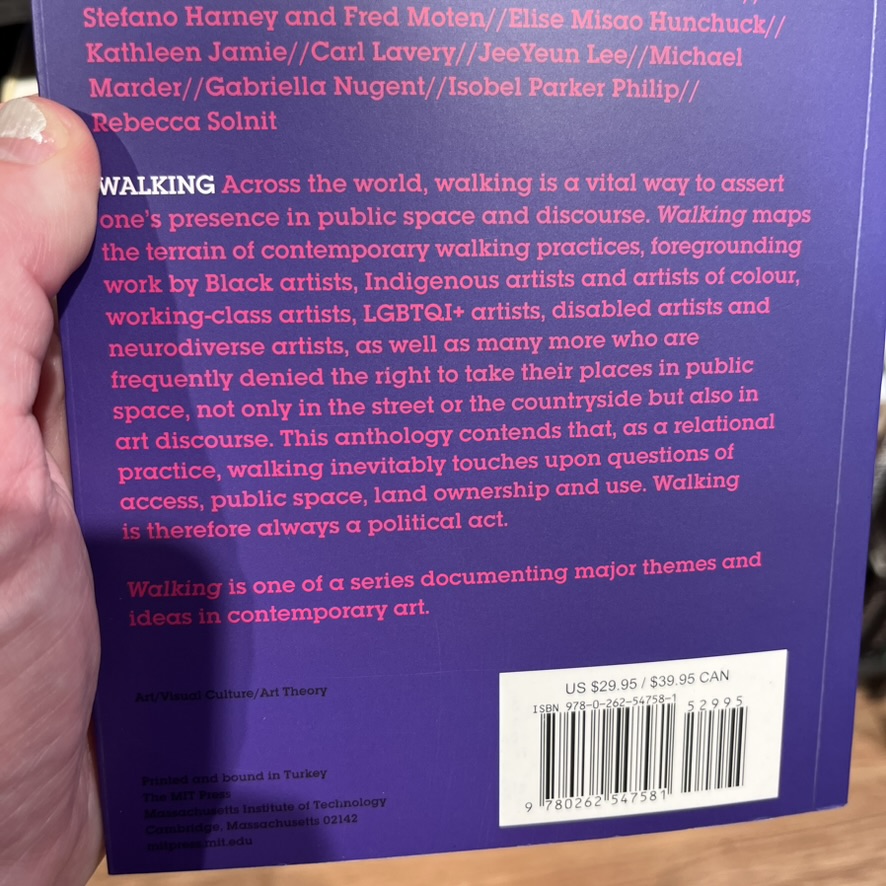 Stefano Harney and Fred Moten//Elise Misao Hunchuck//
Kathleen Jamie//Carl Lavery//JeeYeun Lee//Michael
Marder//Gabriella Nugent//Isobel Parker Philip//
Rebecca Solnit
WALKING Across the world, walking is a vital way to assert
one's presence in public space and discourse. Walking maps
the terrain of contemporary walking practices, foregrounding
work by Black artists, Indigenous artists and artists of colour,
working-class artists, LGBTQI+ artists, disabled artists and
neurodiverse artists, as well as many more who are
frequently denied the right to take their places in public
space, not only in the street or the countryside but also in
art discourse. This anthology contends that, as a relational
practice, walking inevitably touches upon questions of
access, public space, land ownership and use. Walking
is therefore always a political act.
Walking is one of a series documenting major themes and
ideas in contemporary art.
Art/Visual Culture/Art Theory
Printed and bound in Turkey
The MIT Press
Massachusetts Institute of Technology
Cambridge, Massachusetts 02142
mitpress.mit.edu
US $29.95 / $39.95 CAN
ISBN 978-0-262-54758-1
52995
9 780262 547581